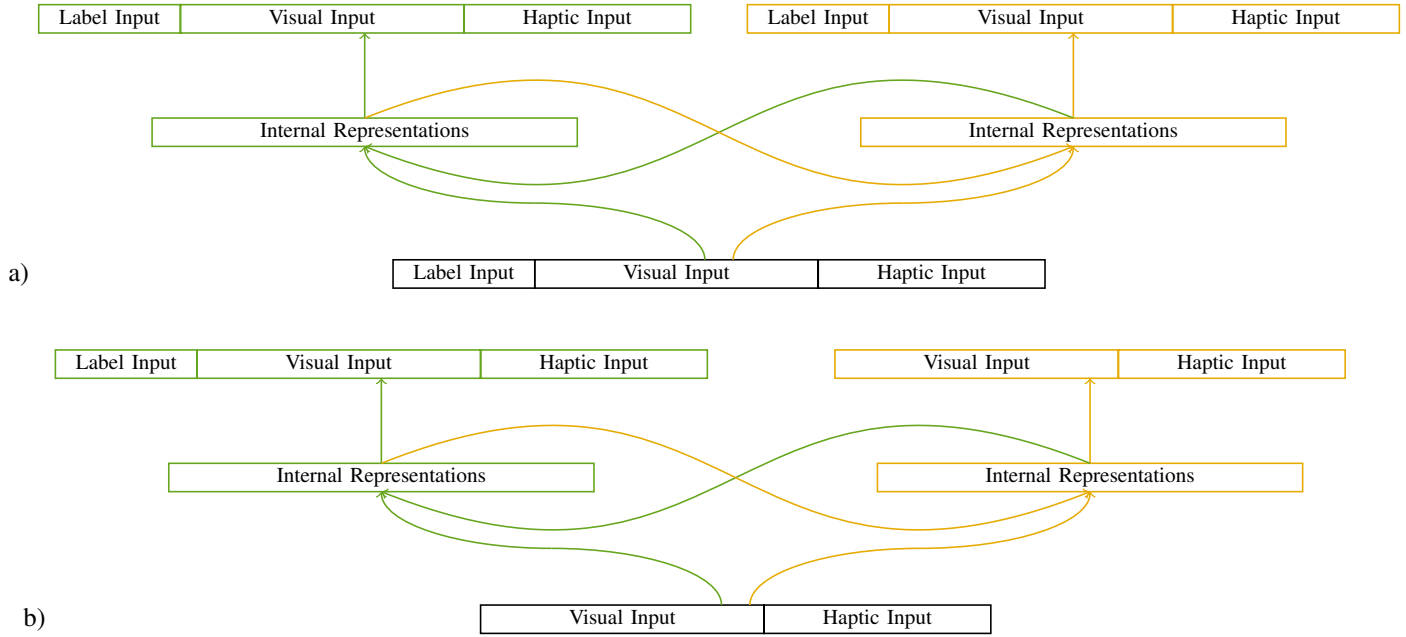 Label Input Visual Input Haptic Input Label Input Visual Input Haptic Input
Internal Representations Internal Representations
a) Label Input Visual Input Haptic Input
Label Input Visual Input Haptic Input Visual Input Haptic Input
Internal Representations Internal Representations
b) Visual Input Haptic Input